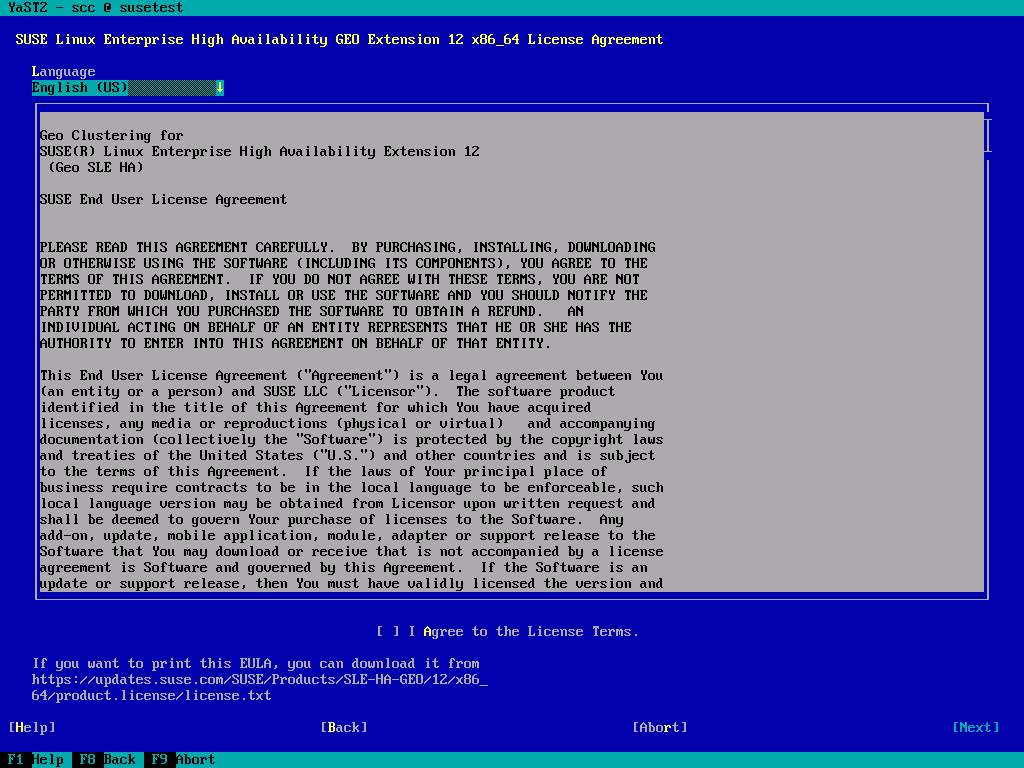 YaST2 - scc @ susetest
SUSE Linux Enterprise High Availability GEO Extension 12 x86_64 License Agreement
Language
English (US)
Geo Clustering for
SUSE(R) Linux Enterprise High Availability Extension 12
(Geo SLE HA)
SUSE End User License Agreement
PLEASE READ THIS AGREEMENT CAREFULLY.  BY PURCHASING, INSTALLING, DOWNLOADING
OR OTHERWISE USING THE SOFTWARE (INCLUDING ITS COMPONENTS), YOU AGREE TO THE
TERMS OF THIS AGREEMENT.  IF YOU DO NOT AGREE WITH THESE TERMS, YOU ARE NOT
PERMITTED TO DOWNLOAD, INSTALL OR USE THE SOFTWARE AND YOU SHOULD NOTIFY THE
PARTY FROM WHICH YOU PURCHASED THE SOFTWARE TO OBTAIN A REFUND.   AN
INDIVIDUAL ACTING ON BEHALF OF AN ENTITY REPRESENTS THAT HE OR SHE HAS THE
AUTHORITY TO ENTER INTO THIS AGREEMENT ON BEHALF OF THAT ENTITY.
This End User License Agreement ("Agreement") is a legal agreement between You
(an entity or a person) and SUSE LLC ("Licensor").  The software product
identified in the title of this Agreement for which You have acquired
licenses, any media or reproductions (physical or virtual)   and accompanying
documentation (collectively the "Software") is protected by the copyright laws
and treaties of the United States ("U.S.") and other countries and is subject
to the terms of this Agreement.  If the laws of Your principal place of
business require contracts to be in the local language to be enforceable, such
local language version may be obtained from Licensor upon written request and
shall be deemed to govern Your purchase of licenses to the Software.  Any
add-on, update, mobile application, module, adapter or support release to the
Software that You may download or receive that is not accompanied by a license
agreement is Software and governed by this Agreement.  If the Software is an
update or support release, then You must have validly licensed the version and
[ ] I Agree to the License Terms.
If you want to print this EULA, you can download it from
https://updates.suse.com/SUSE/Products/SLE-HA-GEO/12/x86_
64/product.license/license.txt
[Help] [Back] [Abort] [Next]
F1 Help F8 Back F9 Abort